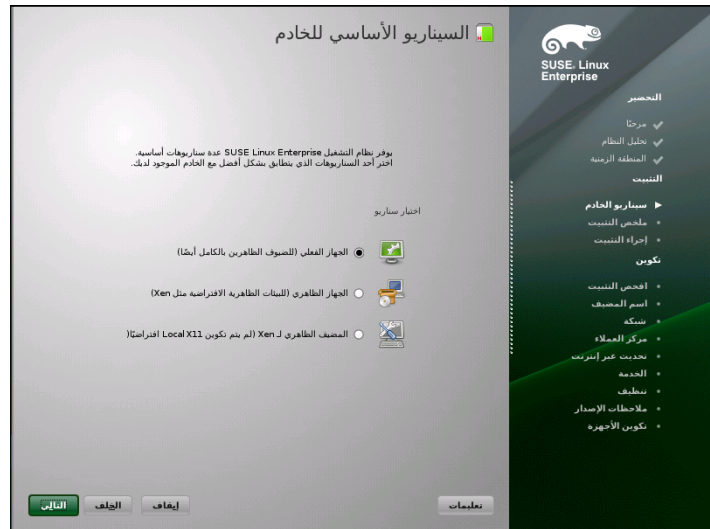 SUSE. Linux
Enterprise
التحضير
مرحبًا
تحليل النظام
المنطقة الزمنية
التثبيت
سيناريو الخادم
ملخص التثبيت
إجراء التثبيت
تكوين
افحص التثبيت
اسم المضيف
شبكة
مركز العملاء
تحديث عبر إنترنت
الخدمة
تنظيف
ملاحظات الإصدار
تكوين الأجهزة
السيناريو الأساسي للخادم
يوفر نظام التشغيل SUSE Linux Enterprise عدة سناريوهات أساسية.
اختر أحد السناريوهات الذي يتطابق بشكل أفضل مع الخادم الموجود لديك.
اختيار سناريو
الجهاز الفعلي (للضيوف الظاهرين بالكامل أيضًا)
الجهاز الظاهري (للبيئات الظاهرية الافتراضية مثل Xen)
المضيف الظاهري لـ Xen (لم يتم تكوين Local X11 افتراضيًا(
تعليمات
إيقاف
الخلف
التالي